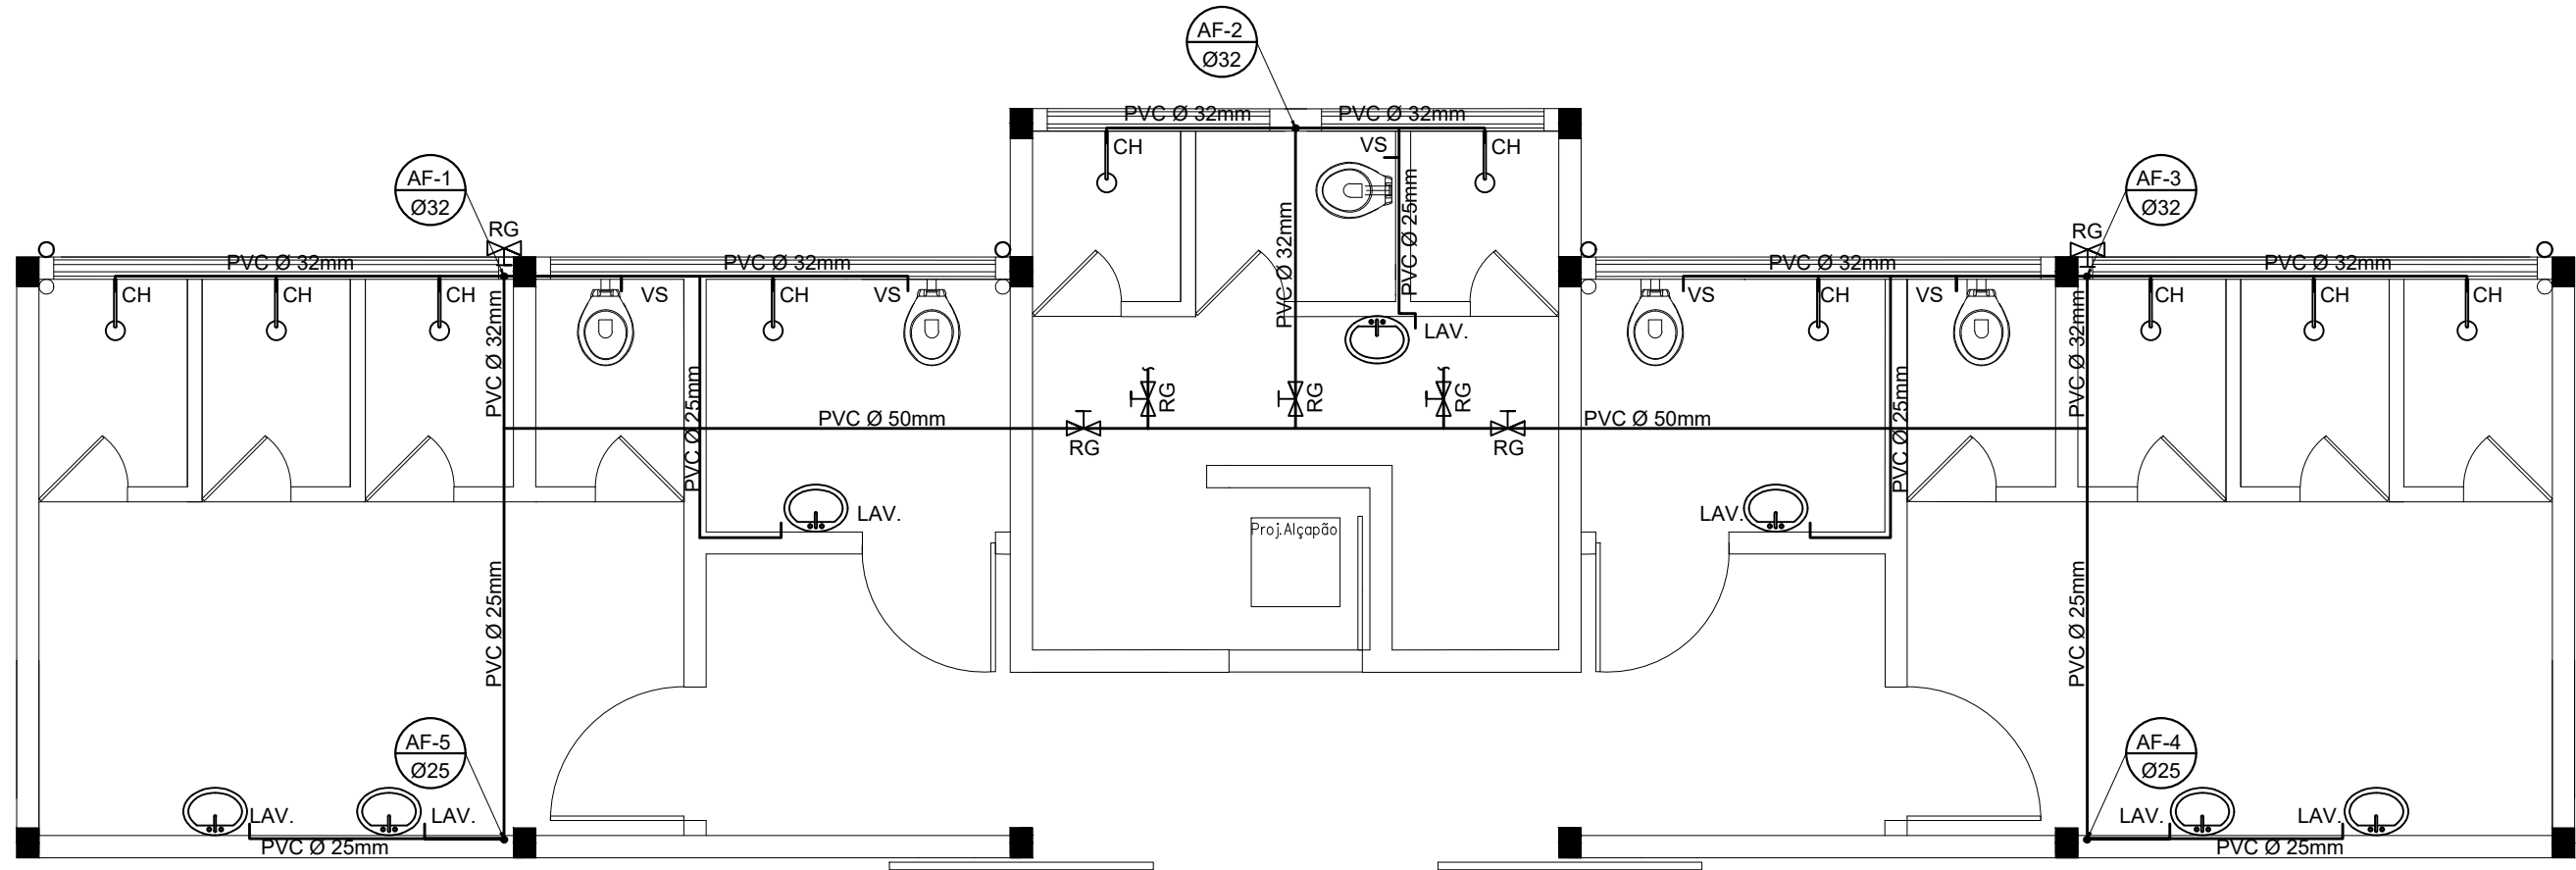 AF-2
Ø32
PVC Ø 32mm
PVC Ø 32mm
CH
VS
CH
AF-1
Ø32
AF-3
Ø32
PVC Ø 25mm
PVC Ø 32mm
RG
RG
PVC Ø 32mm
PVC Ø 32mm
PVC Ø 32mm
PVC Ø 32mm
CH
CH
CH
VS
CH
VS
VS
CH
VS
CH
CH
CH
PVC Ø 32mm
PVC Ø 32mm
LAV.
PVC Ø 25mm
PVC Ø 25mm
RG
RG
RG
PVC Ø 50mm
PVC Ø 50mm
RG
RG
LAV.
LAV.
Proj.Alçapão
PVC Ø 25mm
PVC Ø 25mm
AF-5
Ø25
AF-4
Ø25
LAV.
LAV.
LAV.
LAV.
PVC Ø 25mm
PVC Ø 25mm